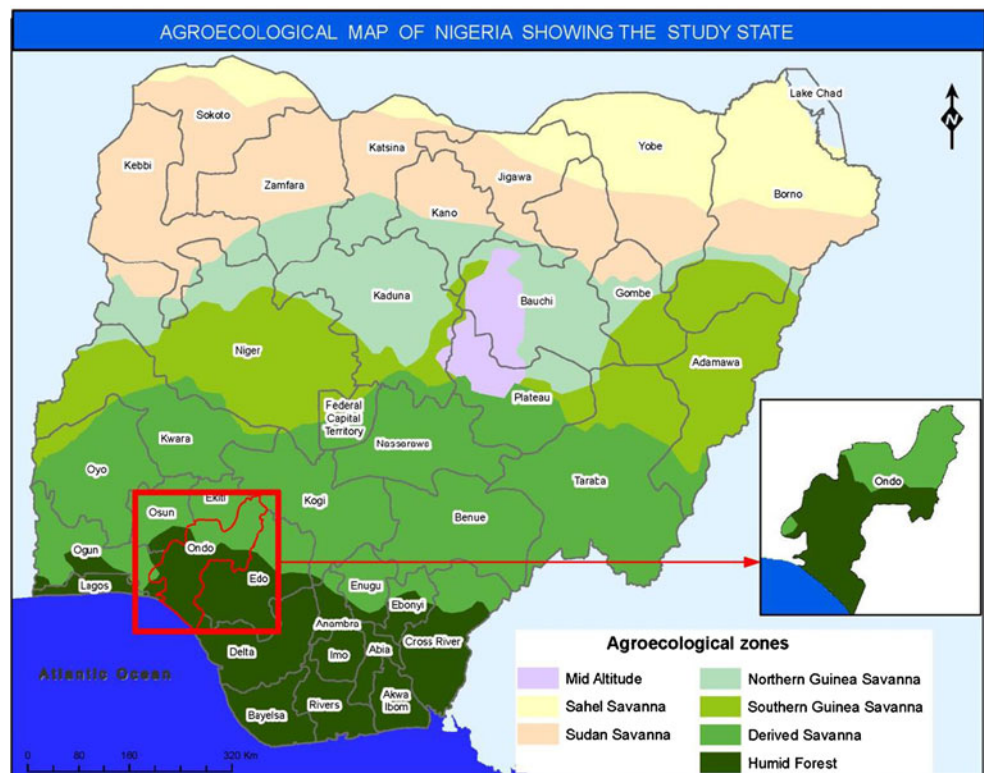 AGROECOLOGICAL MAP OF NIGERIA SHOWING THE STUDY STATE
Lake Chad
N
Sokoto
Kebbi
Katsina
Yobe
Zamfara
Jigawa
Borno
Kano
Kaduna
Bauchi
Gombe
Niger
Adamawa
Plateau
Federal
Capital
Territory
Kwara
Nassarawa
Oyo
Taraba
Kogi
Ekiti
Osun
Benue
Ondo
Ogun
Edo
Lagos
Enugu
Ebonyi
Anambra
Cross River
Delta
Imo
Abia
Akwa
Ibom
Rivers
Bayelsa
Atlantic Ocean
0 80 160 320 Km
Ondo
Agroecological zones
Mid Altitude
Sahel Savanna
Sudan Savanna
Northern Guinea Savanna
Southern Guinea Savanna
Derived Savanna
Humid Forest